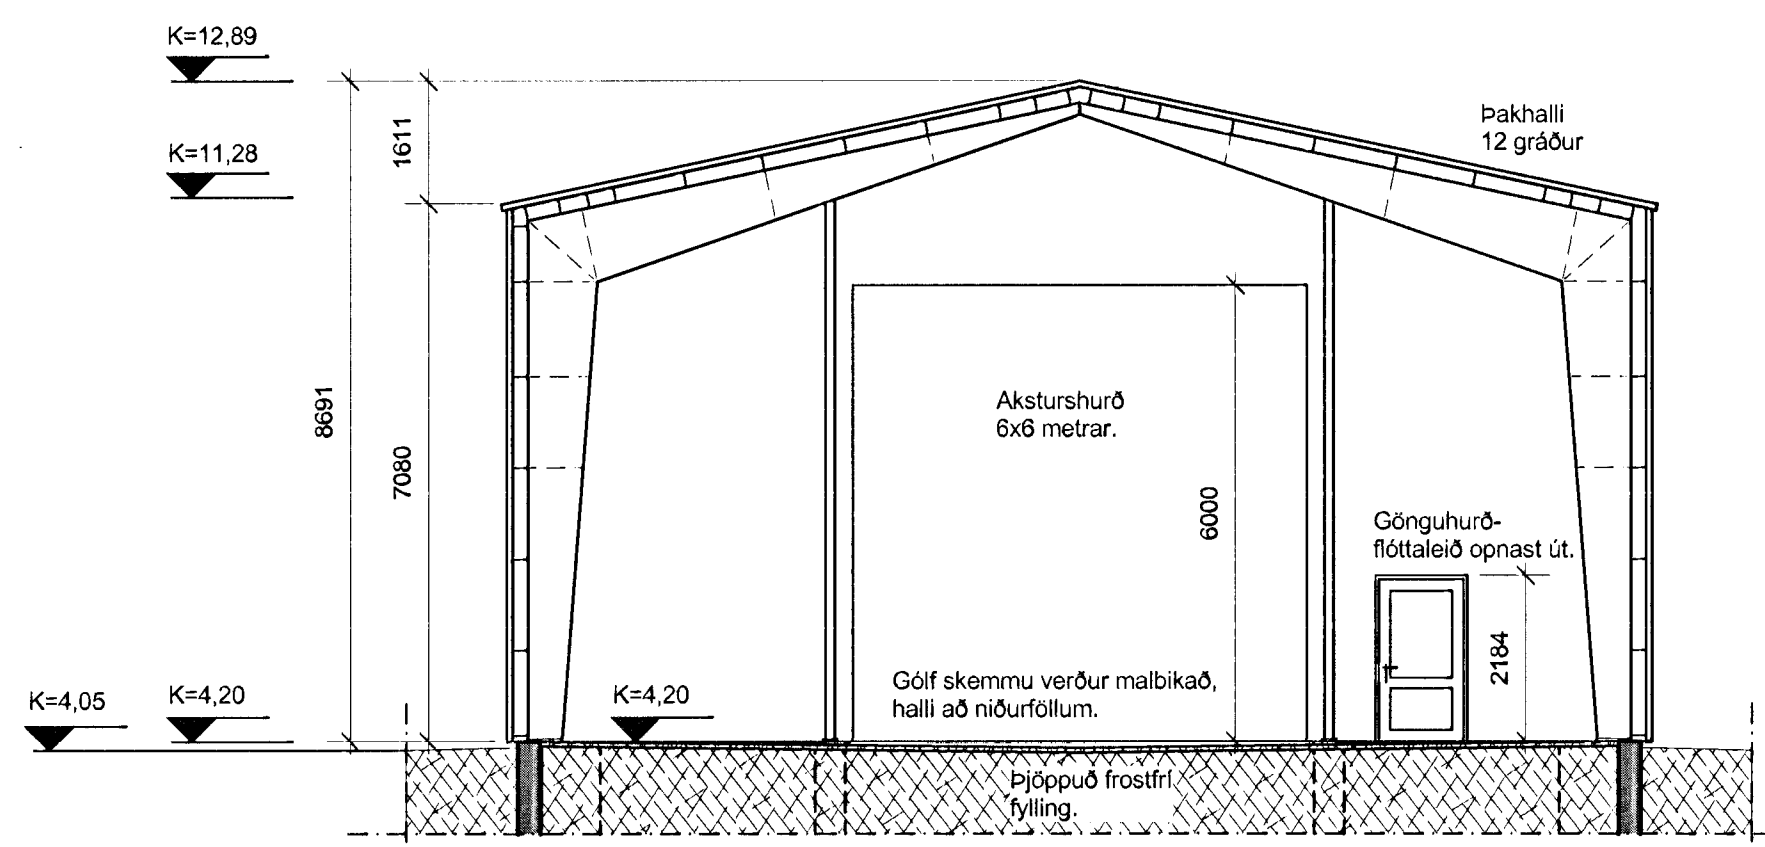 K=12,89
K=11,28
1611
Þakhalli
12 gráður
8691
7080
Aksturshurð
6x6 metrar.
6000
Gönguhurð-
flóttaleið opnast út.
2184
Gólf skemmu verður malbikað,
halli að niðurföllum.
K=4,05
K=4,20
K=4,20
Þjöppuð frostfrí
fylling.